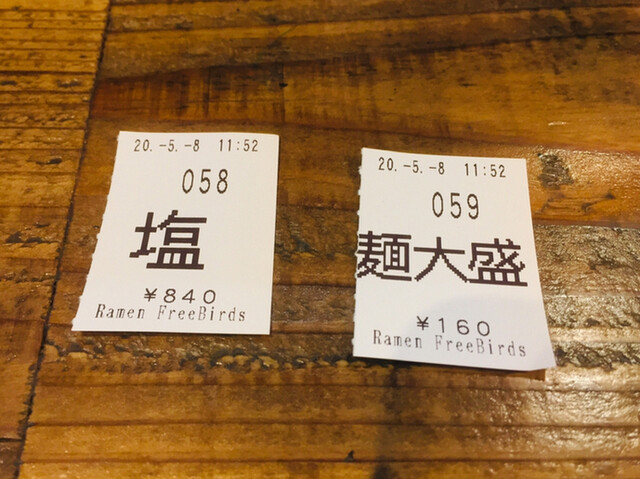 20.-5.-8 11:52
058
塩
¥840
Ramen FreeBirds
20.-5.-8 11:52
059
麺大盛
¥160
Ramen FreeBirds